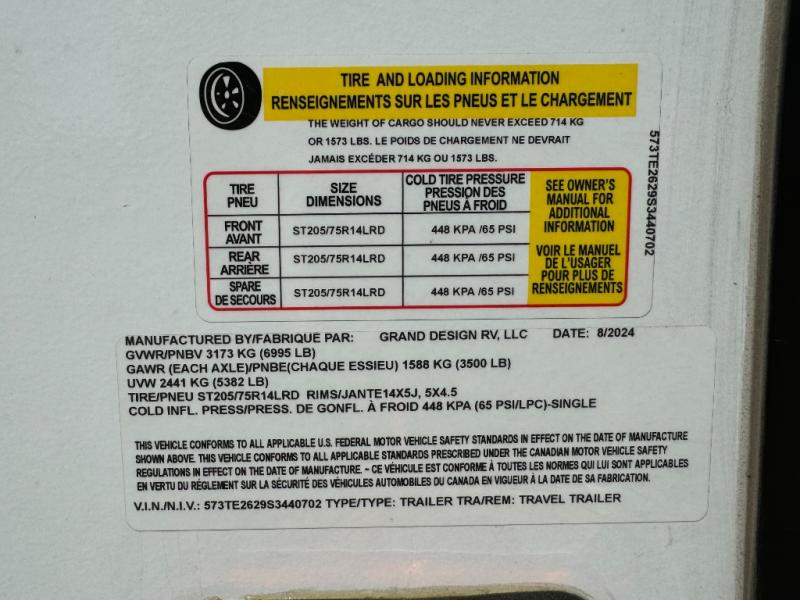 TIRE AND LOADING INFORMATION
RENSEIGNEMENTS SUR LES PNEUS ET LE CHARGEMENT
THE WEIGHT OF CARGO SHOULD NEVER EXCEED 714 KG
OR 1573 LBS. LE POIDS DE CHARGEMENT NE DEVRAIT
JAMAIS EXCÉDER 714 KG OU 1573 LBS.
TIRE
PNEU
SIZE
DIMENSIONS
COLD TIRE PRESSURE
PRESSION DES
PNEUS À FROID
FRONT
AVANT
ST205/75R14LRD
448 KPA /65 PSI
REAR
ARRIÈRE
ST205/75R14LRD
448 KPA /65 PSI
SPARE
DE SECOURS
ST205/75R14LRD
448 KPA /65 PSI
SEE OWNER'S
MANUAL FOR
ADDITIONAL
INFORMATION
VOIR LE MANUEL
DE L'USAGER
POUR PLUS DE
RENSEIGNEMENTS
573TE2629S3440702
MANUFACTURED BY/FABRIQUE PAR: GRAND DESIGN RV, LLC DATE: 8/2024
GVWR/PNBV 3173 KG (6995 LB)
GAWR (EACH AXLE)/PNBE(CHAQUE ESSIEU) 1588 KG (3500 LB)
UVW 2441 KG (5382 LB)
TIRE/PNEU ST205/75R14LRD RIMS/JANTE14X5J, 5X4.5
COLD INFL. PRESS/PRESS. DE GONFL. À FROID 448 KPA (65 PSI/LPC)-SINGLE
THIS VEHICLE CONFORMS TO ALL APPLICABLE U.S. FEDERAL MOTOR VEHICLE SAFETY STANDARDS IN EFFECT ON THE DATE OF MANUFACTURE
SHOWN ABOVE. THIS VEHICLE CONFORMS TO ALL APPLICABLE STANDARDS PRESCRIBED UNDER THE CANADIAN MOTOR VEHICLE SAFETY
REGULATIONS IN EFFECT ON THE DATE OF MANUFACTURE. - CE VÉHICULE EST CONFORME À TOUTES LES NORMES QUI LUI SONT APPLICABLES
EN VERTU DU RÉGLEMENT SUR LA SÉCURITÉ DES VÉHICULES AUTOMOBILES DU CANADA EN VIGUEUR À LA DATE DE SA FABRICATION.
V.I.N./N.I.V.: 573TE2629S3440702 TYPE/TYPE: TRAILER TRA/REM: TRAVEL TRAILER